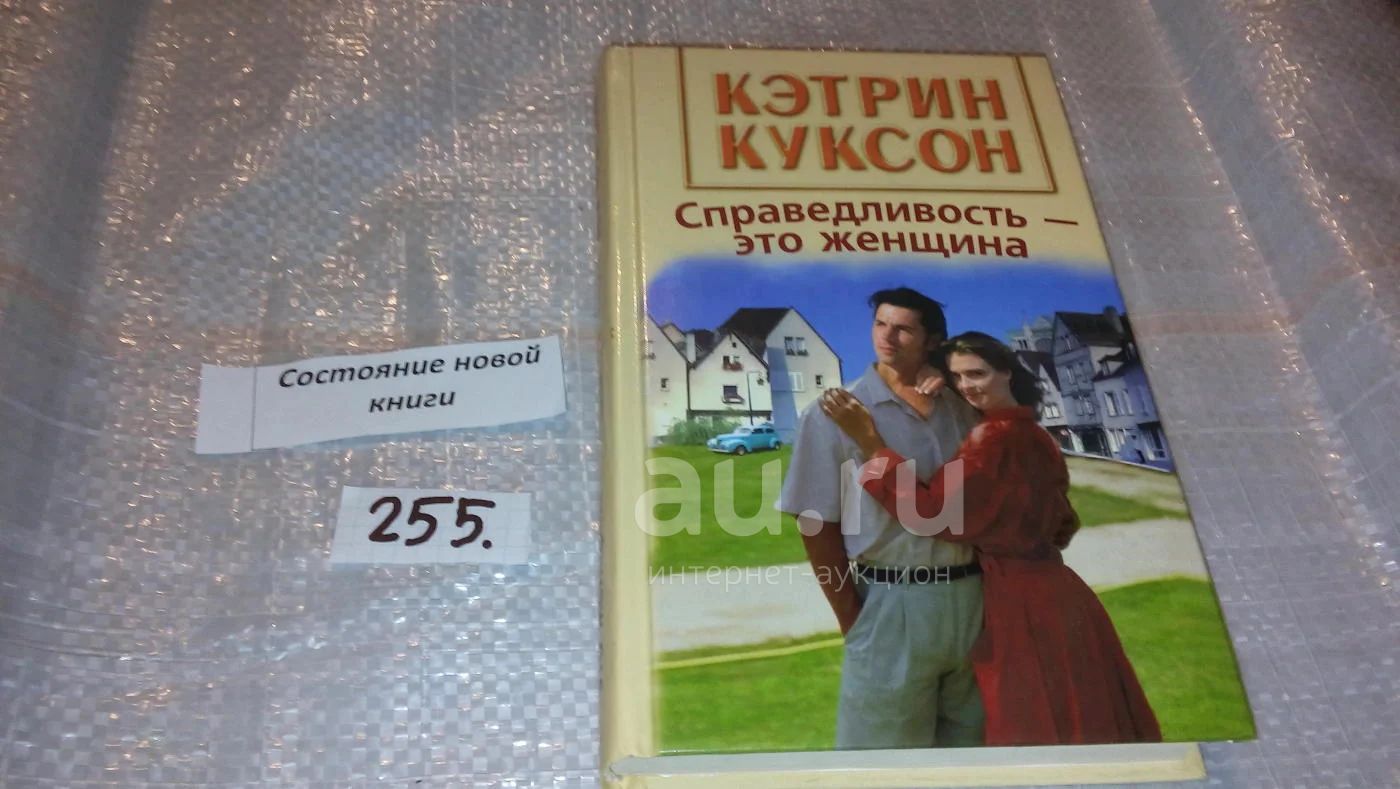 КЭТРИН
КУКСОН
Справедливость —
это женщина
Состояние новой
книги
255.
au.ru
интернет-аукцион